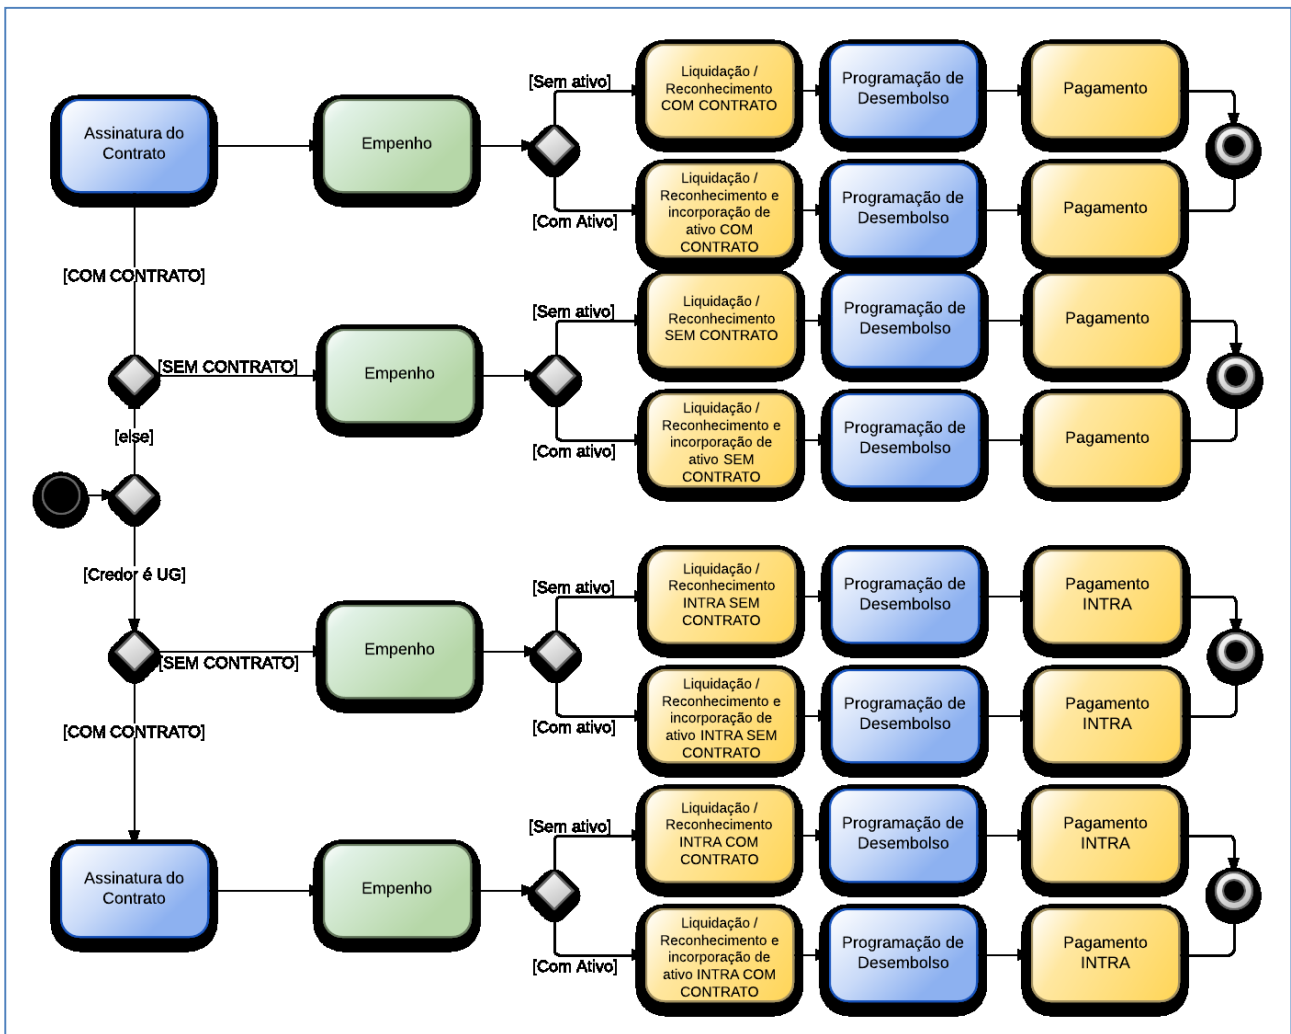 Assinatura do
Contrato
Empenho
[Sem ativo]
Liquidação /
Reconhecimento
COM CONTRATO
Programação de
Desembolso
Pagamento
[Com Ativo]
Liquidação /
Reconhecimento e
incorporação de
ativo COM
CONTRATO
Programação de
Desembolso
Pagamento
[COM CONTRATO]
[SEM CONTRATO]
Empenho
[Sem ativo]
Liquidação /
Reconhecimento
SEM CONTRATO
Programação de
Desembolso
Pagamento
[Com ativo]
Liquidação /
Reconhecimento e
incorporação de
ativo SEM
CONTRATO
Programação de
Desembolso
Pagamento
[else]
[Credor é UG]
[SEM CONTRATO]
Empenho
[Sem ativo]
Liquidação /
Reconhecimento
INTRA SEM
CONTRATO
Programação de
Desembolso
Pagamento
INTRA
[Com ativo]
Liquidação /
Reconhecimento e
incorporação de
ativo INTRA SEM
CONTRATO
Programação de
Desembolso
Pagamento
INTRA
[COM CONTRATO]
Assinatura do
Contrato
Empenho
[Sem ativo]
Liquidação /
Reconhecimento
INTRA COM
CONTRATO
Programação de
Desembolso
Pagamento
INTRA
[Com Ativo]
Liquidação /
Reconhecimento e
incorporação de
ativo INTRA COM
CONTRATO
Programação de
Desembolso
Pagamento
INTRA